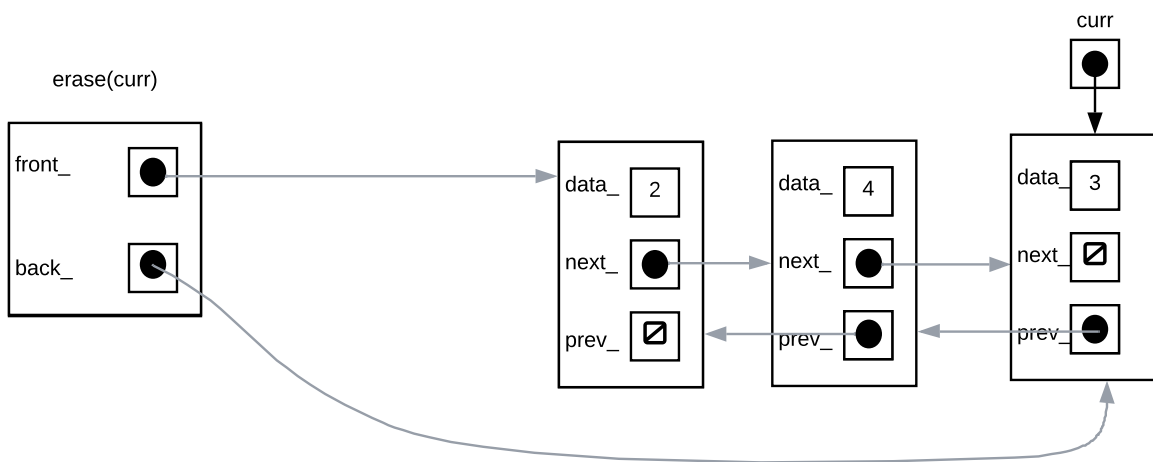 curr
erase(curr)
front_
back_
data_ 2
next_
prev_
data_ 4
next_
prev_
data_ 3
next_
prev_